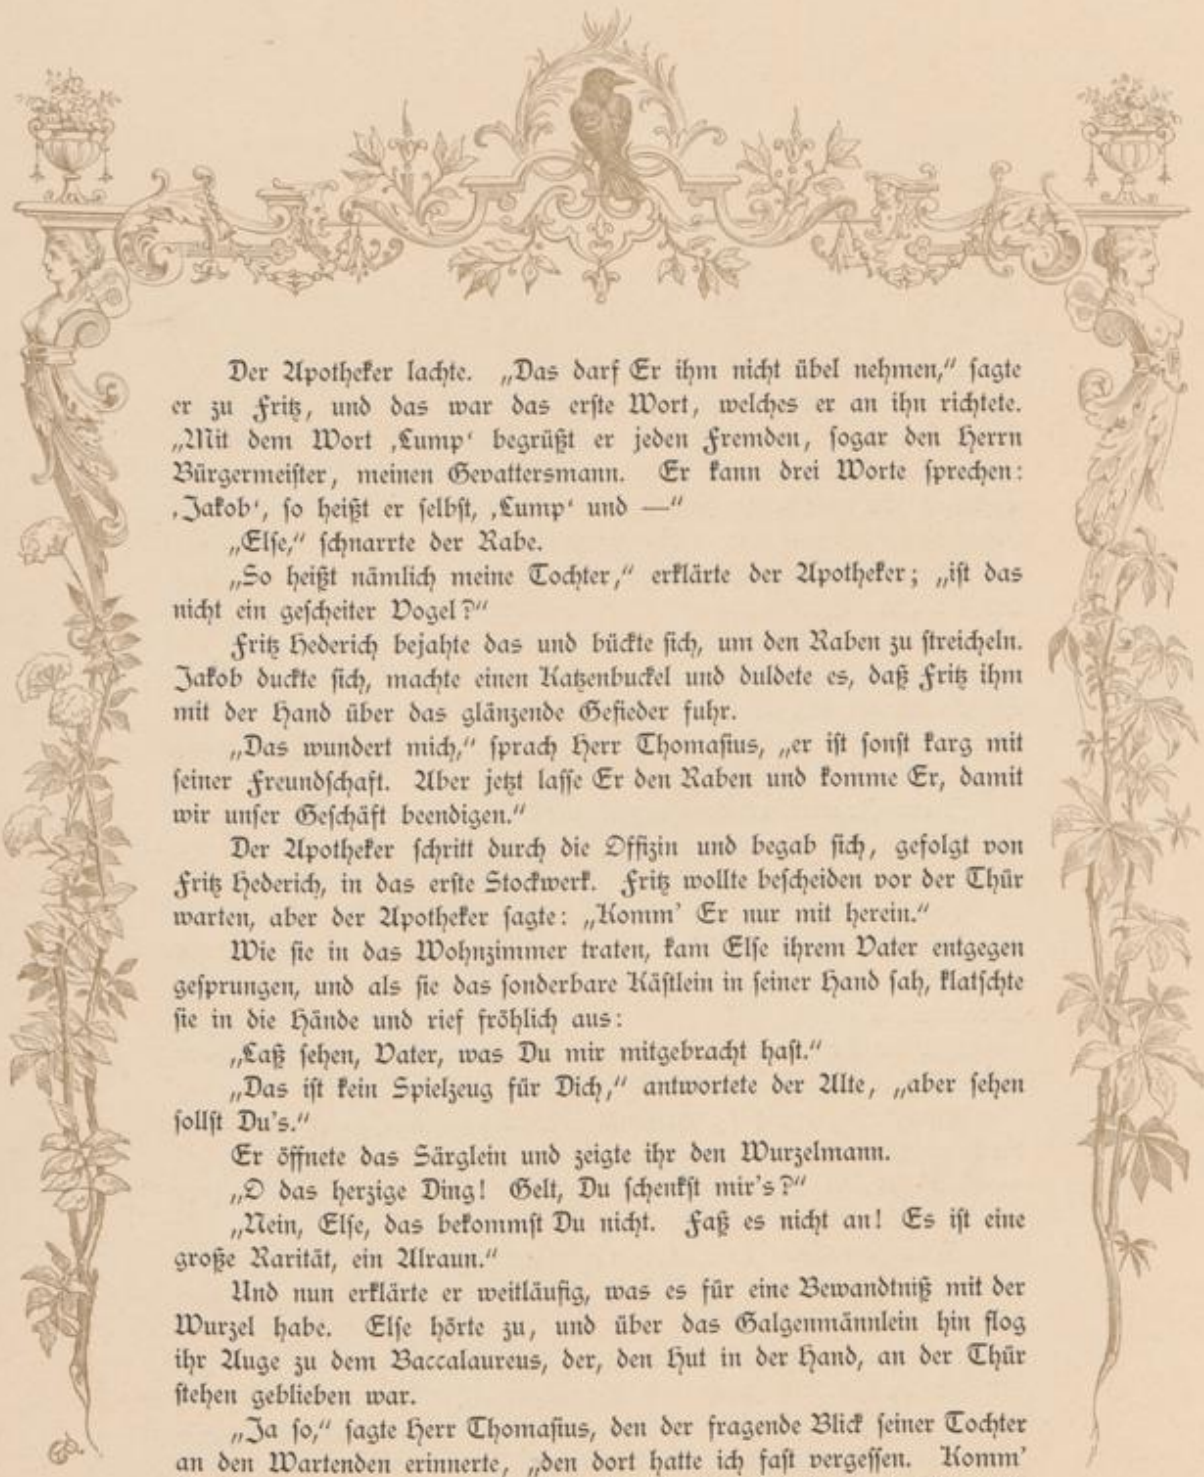 Der Apotheker lachte. „Das darf Er ihm nicht übel nehmen,“ sagte
er zu Fritz, und das war das erste Wort, welches er an ihn richtete.
„Mit dem Wort ‚Lump‘ begrüßt er jeden Fremden, sogar den Herrn
Bürgermeister, meinen Gevattersmann. Er kann drei Worte sprechen:
‚Jakob‘, so heißt er selbst, ‚Lump‘ und —“
„Else,“ schnarrte der Rabe.
„So heißt nämlich meine Tochter,“ erklärte der Apotheker; „ist das
nicht ein gescheiter Vogel?“
Fritz Hederich bejahte das und bückte sich, um den Raben zu streicheln.
Jakob duckte sich, machte einen Katzenbuckel und duldete es, daß Fritz ihm
mit der Hand über das glänzende Gefieder fuhr.
„Das wundert mich,“ sprach Herr Thomasius, „er ist sonst karg mit
seiner Freundschaft. Aber jetzt lasse Er den Raben und komme Er, damit
wir unser Geschäft beendigen.“
Der Apotheker schritt durch die Offizin und begab sich, gefolgt von
Fritz Hederich, in das erste Stockwerk. Fritz wollte bescheiden vor der Thür
warten, aber der Apotheker sagte: „Komm’ Er nur mit herein.“
Wie sie in das Wohnzimmer traten, kam Else ihrem Vater entgegen
gesprungen, und als sie das sonderbare Kästlein in seiner Hand sah, klatschte
sie in die Hände und rief fröhlich aus:
„Laß sehen, Vater, was Du mir mitgebracht hast.“
„Das ist kein Spielzeug für Dich,“ antwortete der Alte, „aber sehen
sollst Du’s.“
Er öffnete das Särglein und zeigte ihr den Wurzelmann.
„O das herzige Ding! Gelt, Du schenkst mir’s?“
„Nein, Else, das bekommst Du nicht. Faß es nicht an! Es ist eine
große Rarität, ein Alraun.“
Und nun erklärte er weitläufig, was es für eine Bewandtniß mit der
Wurzel habe. Else hörte zu, und über das Galgenmännlein hin flog
ihr Auge zu dem Baccalaureus, der, den Hut in der Hand, an der Thür
stehen geblieben war.
„Ja so,“ sagte Herr Thomasius, den der fragende Blick seiner Tochter
an den Wartenden erinnerte, „den dort hatte ich fast vergessen. Komm’